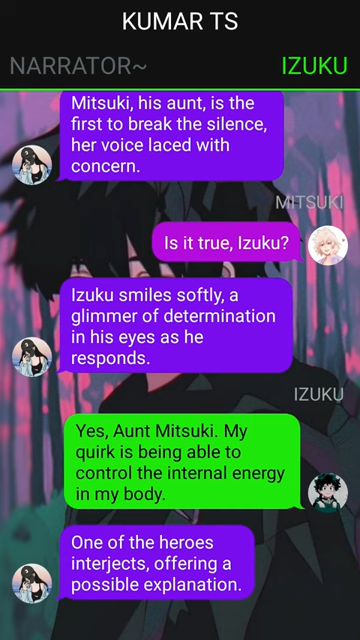 KUMAR TS
NARRATOR~
IZUKU
Mitsuki, his aunt, is the
first to break the silence,
her voice laced with
concern.
MITSUKI
Is it true, Izuku?
Izuku smiles softly, a
glimmer of determination
in his eyes as he
responds.
IZUKU
Yes, Aunt Mitsuki. My
quirk is being able to
control the internal energy
in my body.
One of the heroes
interjects, offering a
possible explanation.